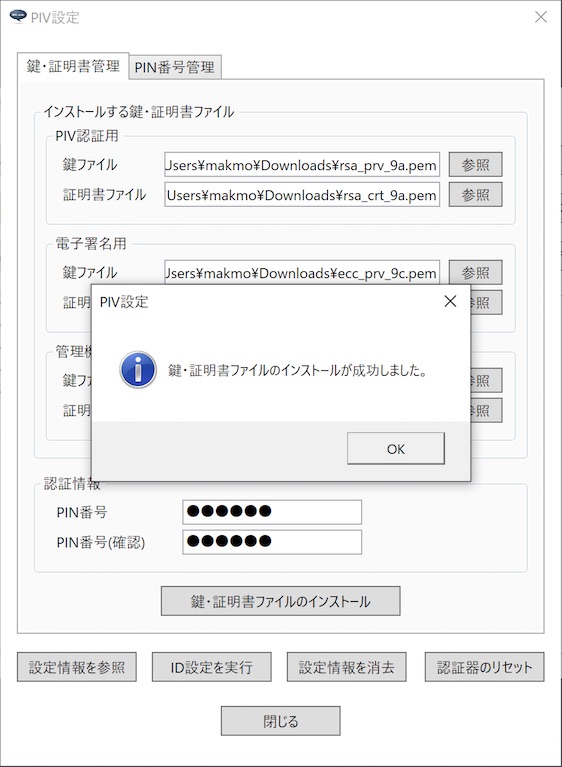 PIV設定
鍵・証明書管理
PIN番号管理
インストールする鍵・証明書ファイル
PIV認証用
鍵ファイル
Users¥makmo¥Downloads¥rsa_prv_9a.pem
参照
証明書ファイル
Users¥makmo¥Downloads¥rsa_crt_9a.pem
参照
電子署名用
鍵ファイル
Users¥makmo¥Downloads¥ecc_prv_9c.pem
参照
証明
参照
管理機
鍵ファ
参照
証明
参照
PIV設定
鍵・証明書ファイルのインストールが成功しました。
OK
認証情報
PIN番号
●●●●●●
PIN番号(確認)
●●●●●●
鍵・証明書ファイルのインストール
設定情報を参照
ID設定を実行
設定情報を消去
認証器のリセット
閉じる